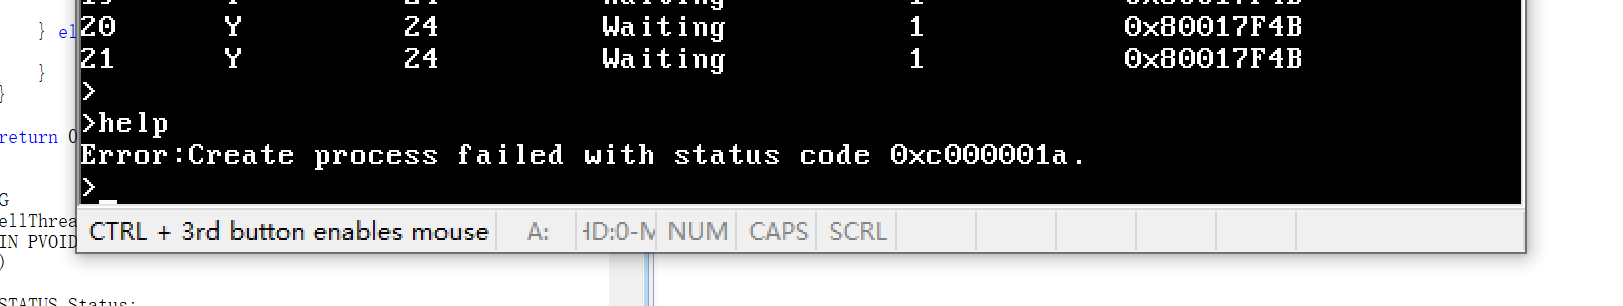 20 Y 24 Waiting 1 0x80017F4B
21 Y 24 Waiting 1 0x80017F4B
>
>help
Error:Create process failed with status code 0xc000001a.
>_
CTRL + 3rd button enables mouse A: HD:0-M NUM CAPS SCRL
} el
}
}
return 0
G
ellThrea
IN PVOID
)
STATUS Status;